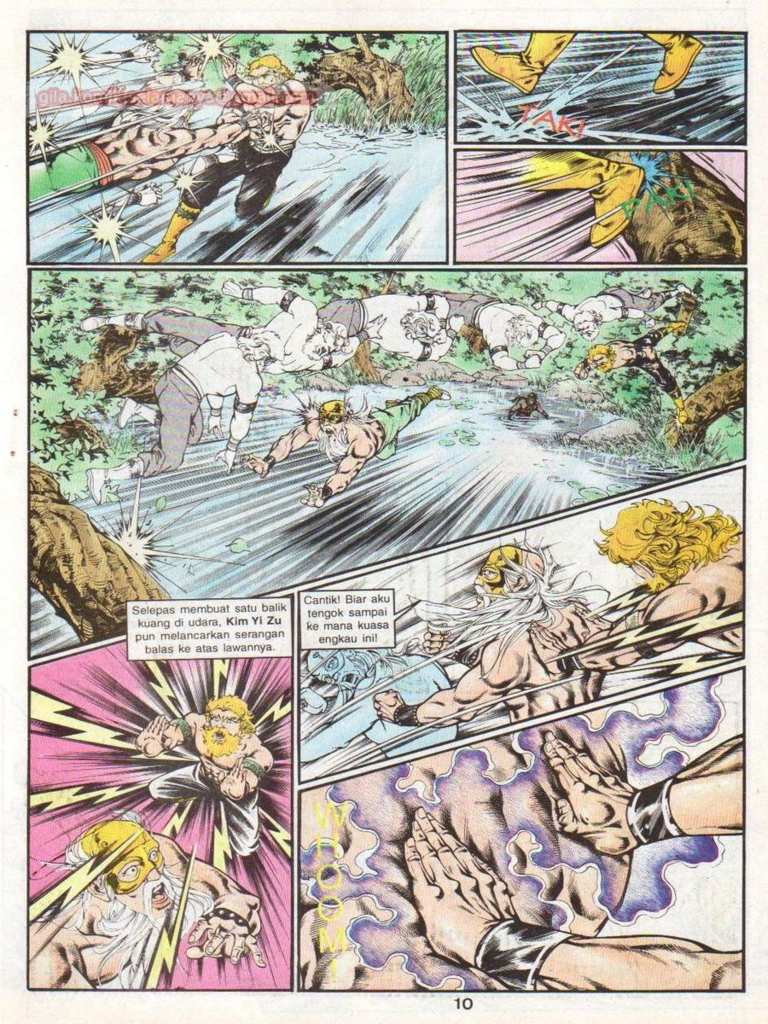 TAKI
PAK!
Selepas membuat satu balik
kuang di udara, Kim Yi Zu
pun melancarkan serangan
balas ke atas lawannya.
Cantik! Biar aku
tengok sampai
ke mana kuasa
engkau ini!
WHOOM!
10